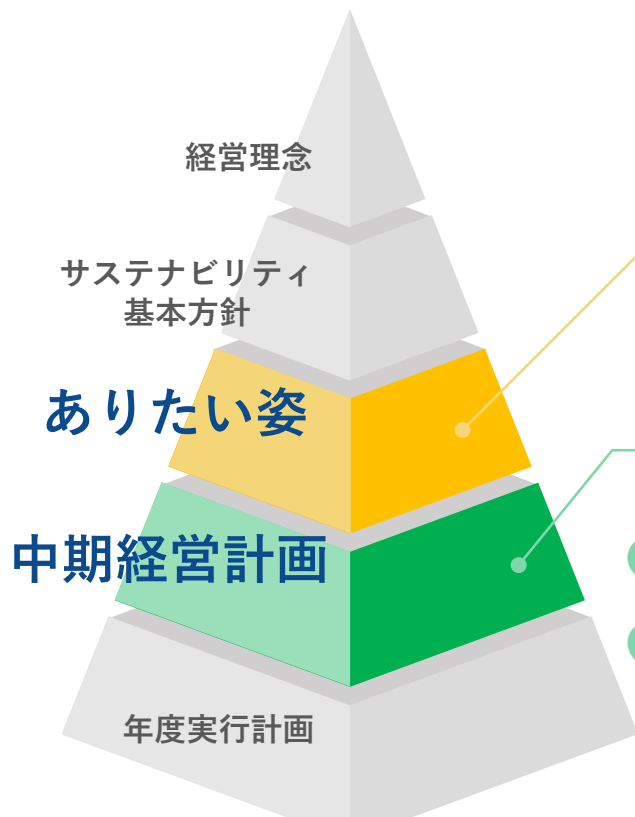 経営理念
サステナビリティ
基本方針
ありたい姿
中期経営計画
年度実行計画